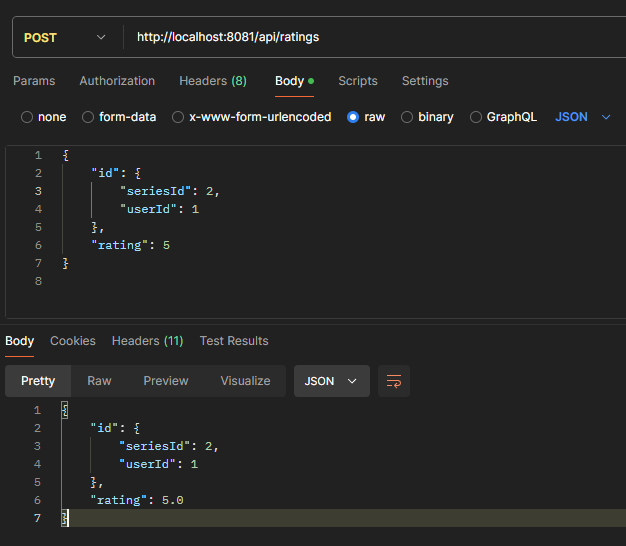 POST http://localhost:8081/api/ratings
Params Authorization Headers (8) Body Scripts Settings
none form-data x-www-form-urlencoded raw binary GraphQL JSON
1 {
2 "id": {
3 "seriesId": 2,
4 "userId": 1
5 },
6 "rating": 5
7 }
8
Body Cookies Headers (11) Test Results
Pretty Raw Preview Visualize JSON
1 {
2 "id": {
3 "seriesId": 2,
4 "userId": 1
5 },
6 "rating": 5.0
7 }